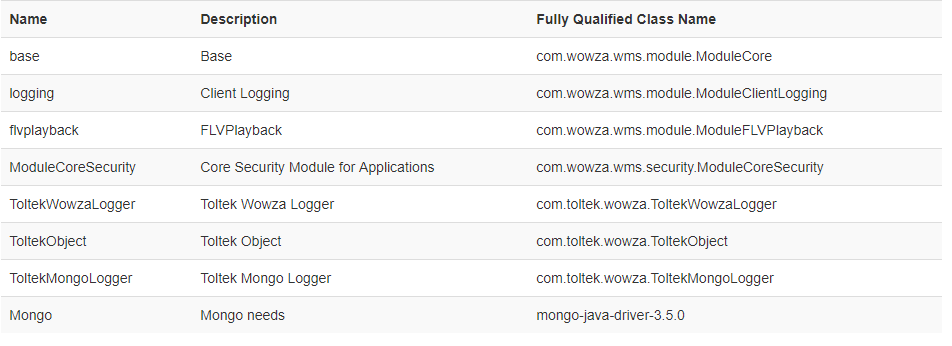 Name Description Fully Qualified Class Name
base Base com.wowza.wms.module.ModuleCore
logging Client Logging com.wowza.wms.module.ModuleClientLogging
flvplayback FLVPlayback com.wowza.wms.module.ModuleFLVPlayback
ModuleCoreSecurity Core Security Module for Applications com.wowza.wms.security.ModuleCoreSecurity
ToltekWowzaLogger Toltek Wowza Logger com.toltek.wowza.ToltekWowzaLogger
ToltekObject Toltek Object com.toltek.wowza.ToltekObject
ToltekMongoLogger Toltek Mongo Logger com.toltek.wowza.ToltekMongoLogger
Mongo Mongo needs mongo-java-driver-3.5.0